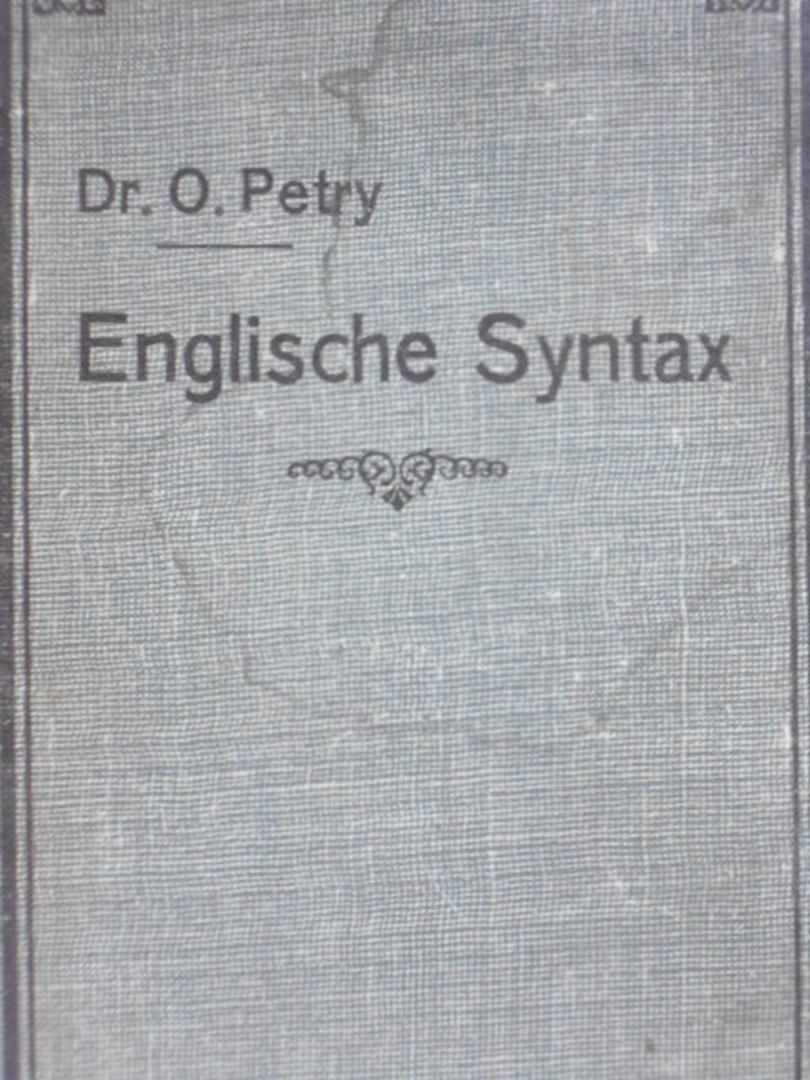 Dr. O. Petry
Englische Syntax